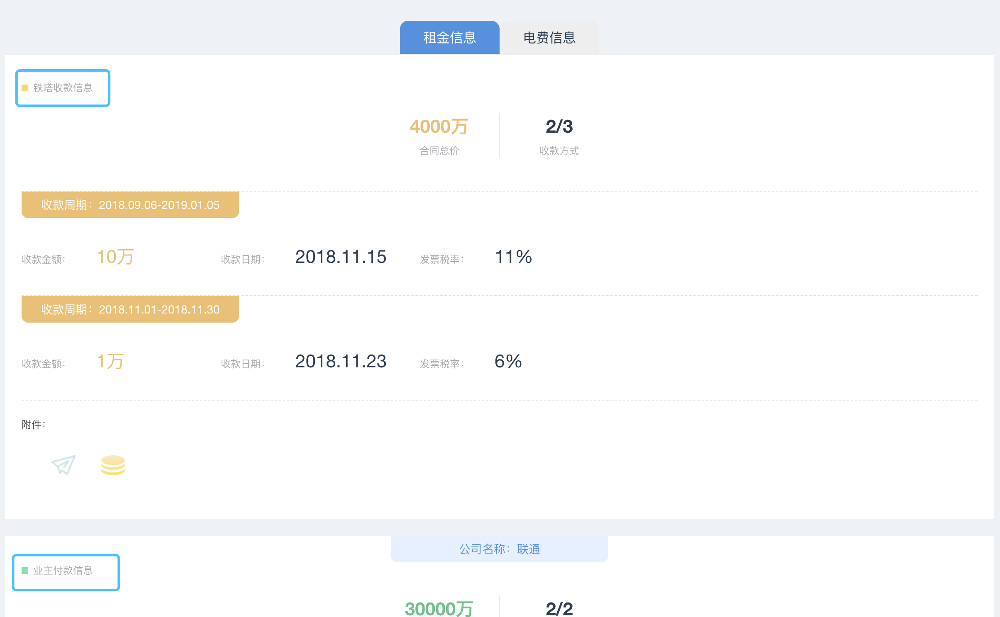 租金信息 电费信息
铁塔收款信息
4000万 2/3
合同总价 收款方式
收款周期：2018.09.06-2019.01.05
收款金额： 10万 收款日期： 2018.11.15 发票税率： 11%
收款周期：2018.11.01-2018.11.30
收款金额： 1万 收款日期： 2018.11.23 发票税率： 6%
附件：
公司名称：联通
业主付款信息
30000万 2/2